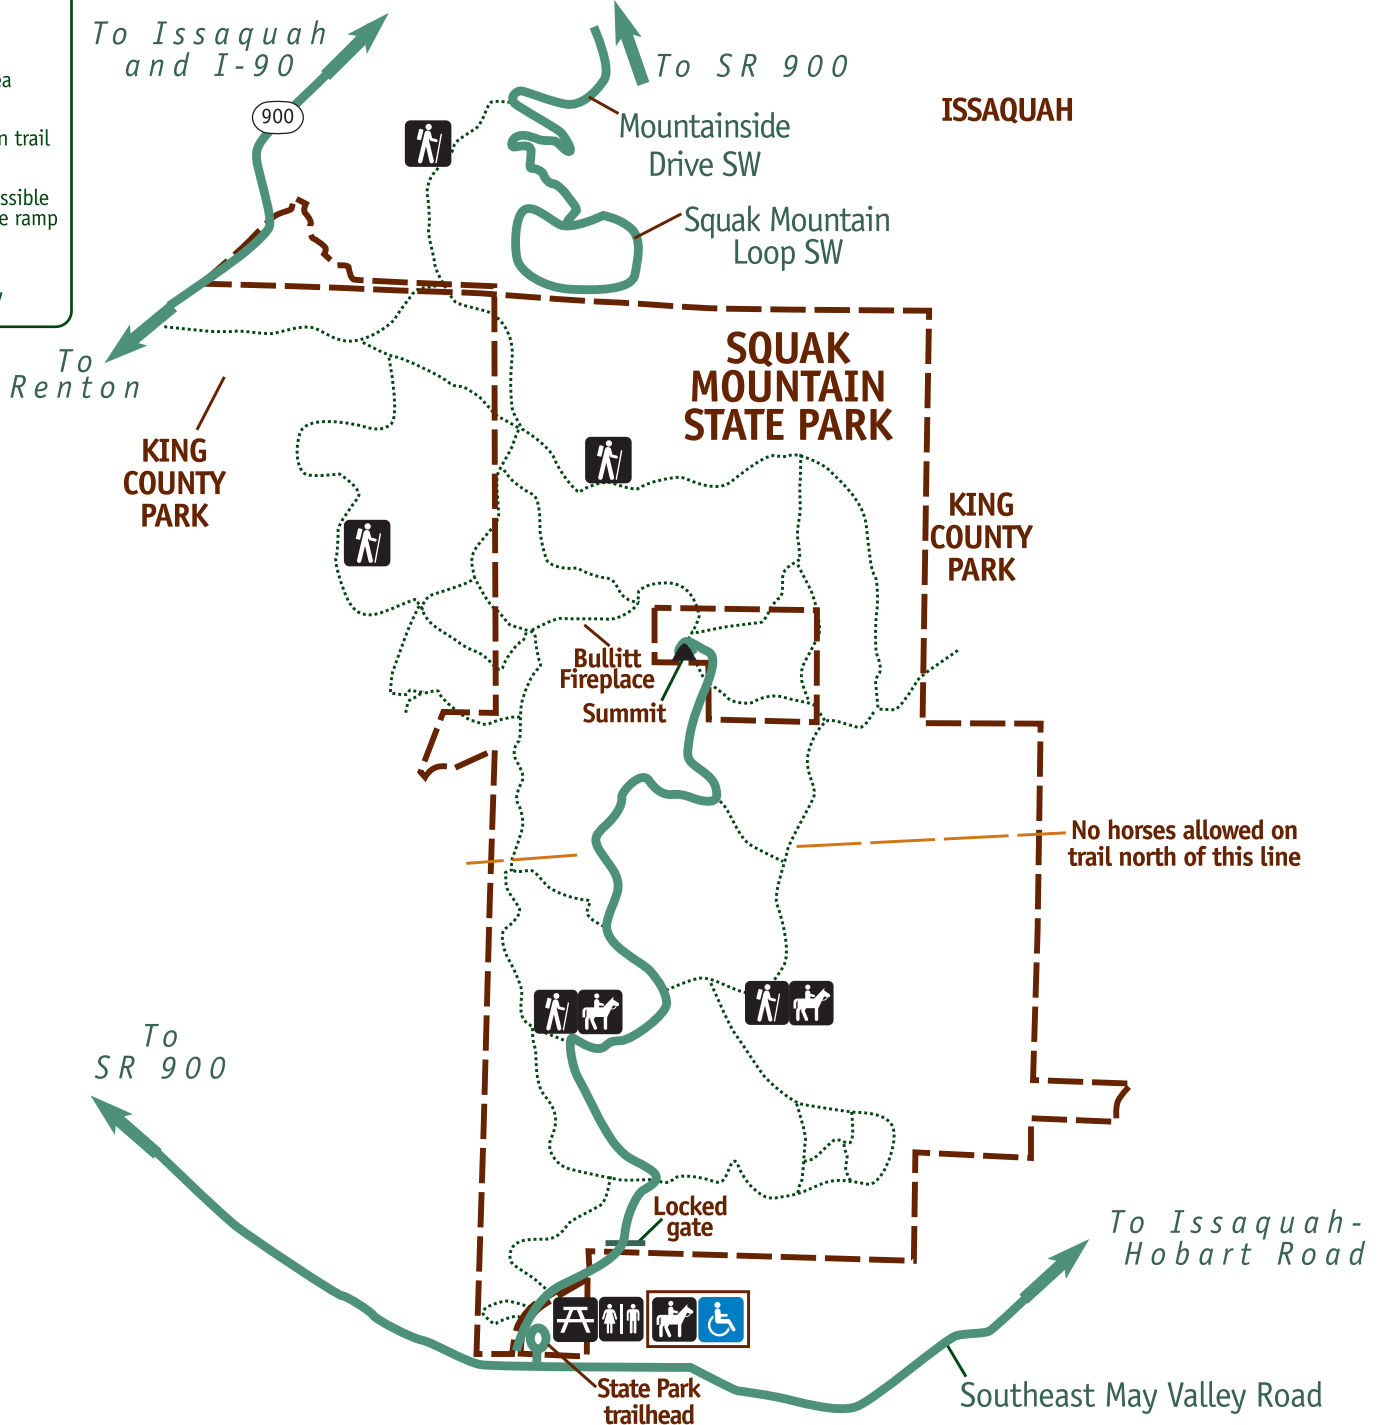 To Issaquah
and I-90
900
To SR 900
Mountainside
Drive SW
ISSAQUAH
n trail
ssible
e ramp
Squak Mountain
Loop SW
To
Renton
KING
COUNTY
PARK
SQUAK
MOUNTAIN
STATE PARK
KING
COUNTY
PARK
Bullitt
Fireplace
Summit
No horses allowed on
trail north of this line
To
SR 900
Locked
gate
To Issaquah-
Hobart Road
State Park
trailhead
Southeast May Valley Road